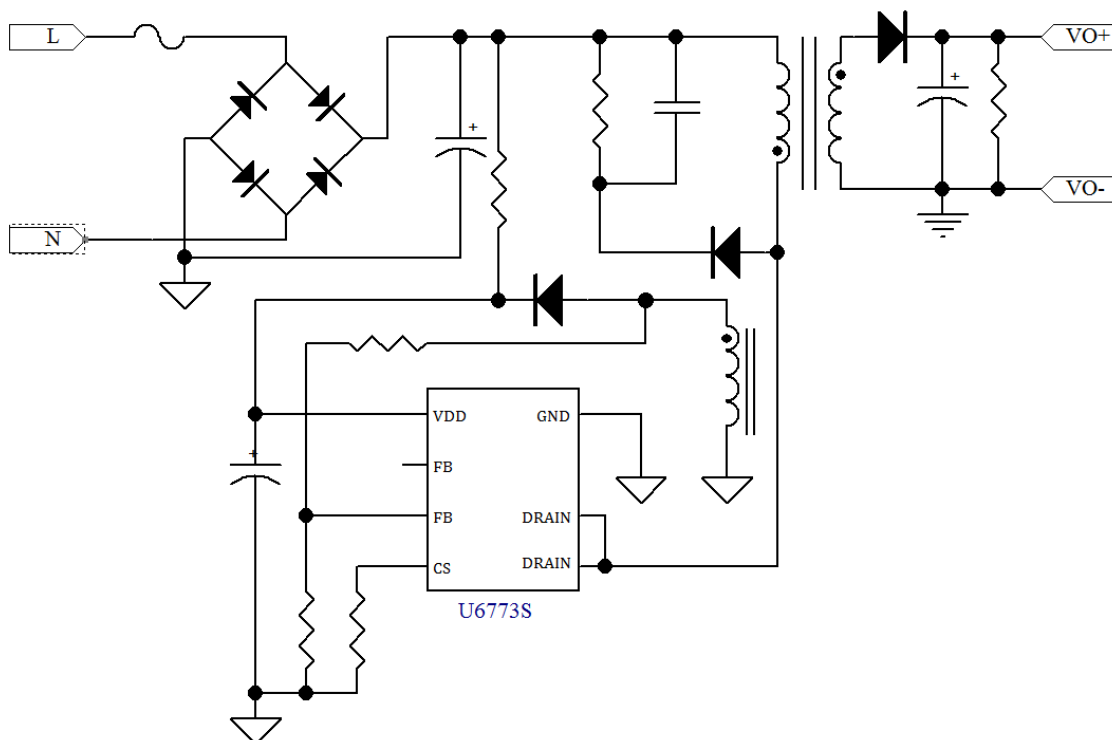 L
VO+
+
+
VO-
N
VDD
GND
+
FB
FB
DRAIN
CS
DRAIN
U6773S